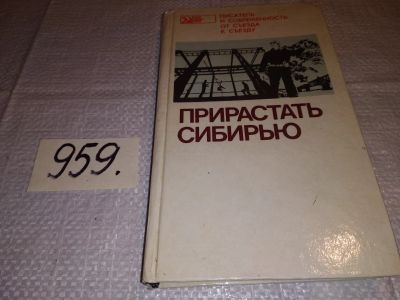 ПИСАТЕЛЬ
И СОВРЕМЕННОСТЬ
ОТ СЪЕЗДА
К СЪЕЗДУ
ПРИРАСТАТЬ
СИБИРЬЮ
959.